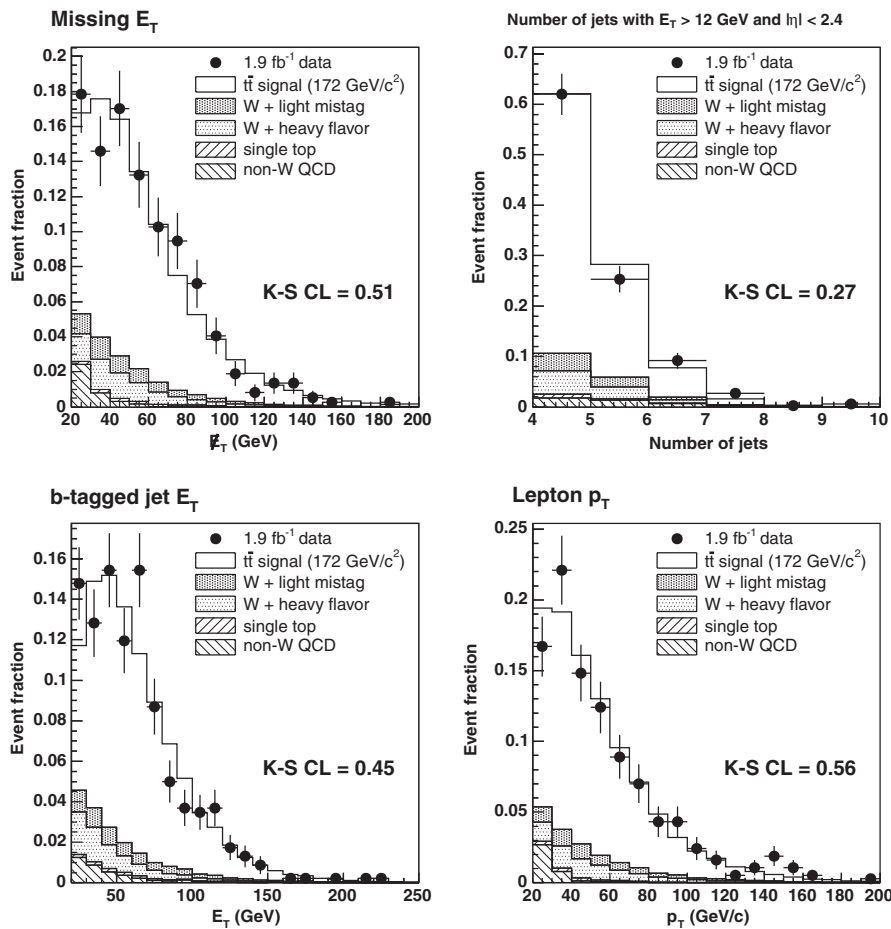 Missing E_T
1.9 fb⁻¹ data
tt̄ signal (172 GeV/c²)
W + light mistag
W + heavy flavor
single top
non-W QCD
K-S CL = 0.51
Event fraction
0.2
0.18
0.16
0.14
0.12
0.1
0.08
0.06
0.04
0.02
0
20 40 60 80 100 120 140 160 180 200
E̸_T (GeV)
Number of jets with E_T > 12 GeV and |η| < 2.4
1.9 fb⁻¹ data
tt̄ signal (172 GeV/c²)
W + light mistag
W + heavy flavor
single top
non-W QCD
K-S CL = 0.27
Event fraction
0.7
0.6
0.5
0.4
0.3
0.2
0.1
0
4 5 6 7 8 9 10
Number of jets
b-tagged jet E_T
1.9 fb⁻¹ data
tt̄ signal (172 GeV/c²)
W + light mistag
W + heavy flavor
single top
non-W QCD
K-S CL = 0.45
Event fraction
0.16
0.14
0.12
0.1
0.08
0.06
0.04
0.02
0
50 100 150 200 250
E_T (GeV)
Lepton p_T
1.9 fb⁻¹ data
tt̄ signal (172 GeV/c²)
W + light mistag
W + heavy flavor
single top
non-W QCD
K-S CL = 0.56
Event fraction
0.25
0.2
0.15
0.1
0.05
0
20 40 60 80 100 120 140 160 180 200
p_T (GeV/c)